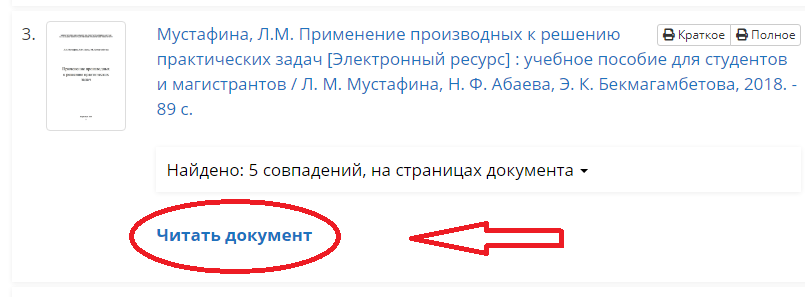 3.
Мустафина, Л.М. Применение производных к решению
Краткое
Полное
практических задач [Электронный ресурс] : учебное пособие для студентов
и магистрантов / Л. М. Мустафина, Н. Ф. Абаева, Э. К. Бекмагамбетова, 2018. -
89 с.
Найдено: 5 совпадений, на страницах документа
Читать документ